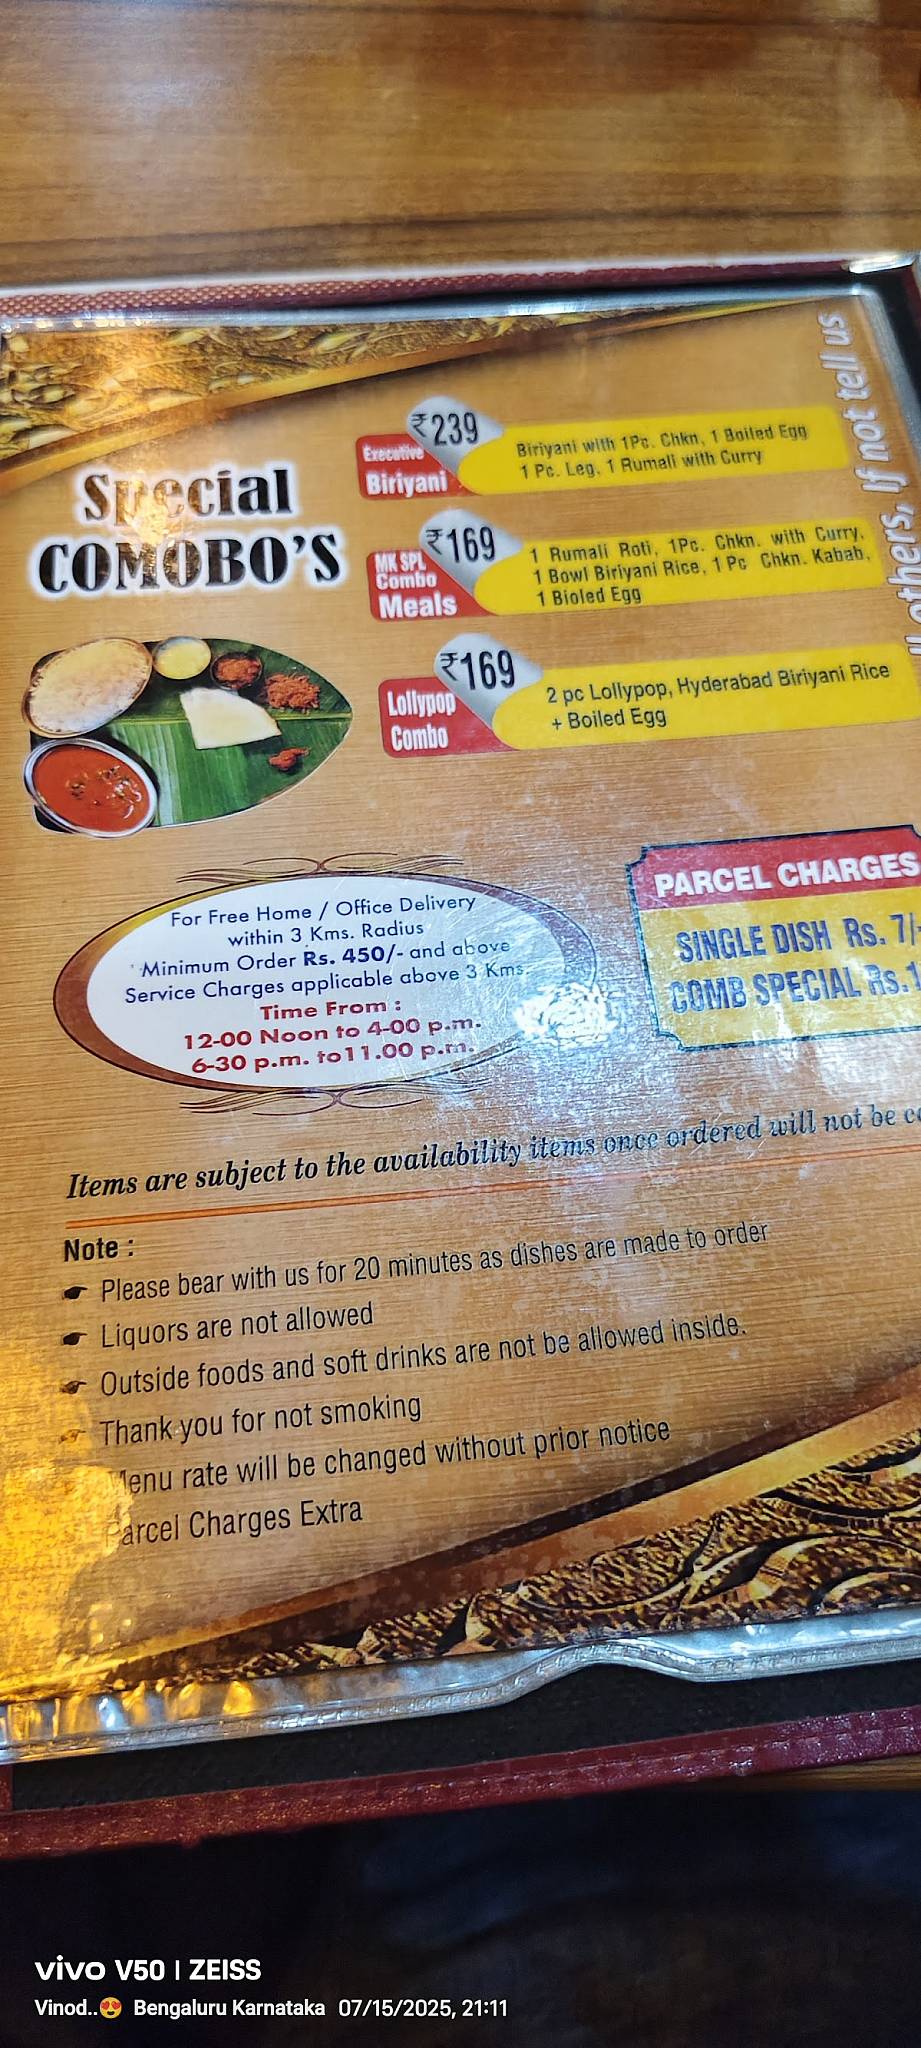 Special
COMOBO'S
₹239
Executive
Biriyani
Biriyani with 1Pc. Chkn, 1 Boiled Egg
1 Pc. Leg, 1 Rumali with Curry
₹169
MK SPL
Combo
Meals
1 Rumali Roti, 1Pc. Chkn. with Curry,
1 Bowl Biriyani Rice, 1 Pc Chkn. Kabab,
1 Bioled Egg
₹169
Lollypop
Combo
2 pc Lollypop, Hyderabad Biriyani Rice
+ Boiled Egg
others, If not tell us
For Free Home / Office Delivery
within 3 Kms. Radius
Minimum Order Rs. 450/- and above
Service Charges applicable above 3 Kms.
Time From :
12-00 Noon to 4-00 p.m.
6-30 p.m. to11.00 p.m.
PARCEL CHARGES
SINGLE DISH Rs. 7/-
COMB SPECIAL Rs.
Items are subject to the availability items once ordered will not be
Note :
Please bear with us for 20 minutes as dishes are made to order
Liquors are not allowed
Outside foods and soft drinks are not be allowed inside.
Thank you for not smoking
Menu rate will be changed without prior notice
Parcel Charges Extra
vivo V50 | ZEISS
Vinod..😍 Bengaluru Karnataka 07/15/2025, 21:11